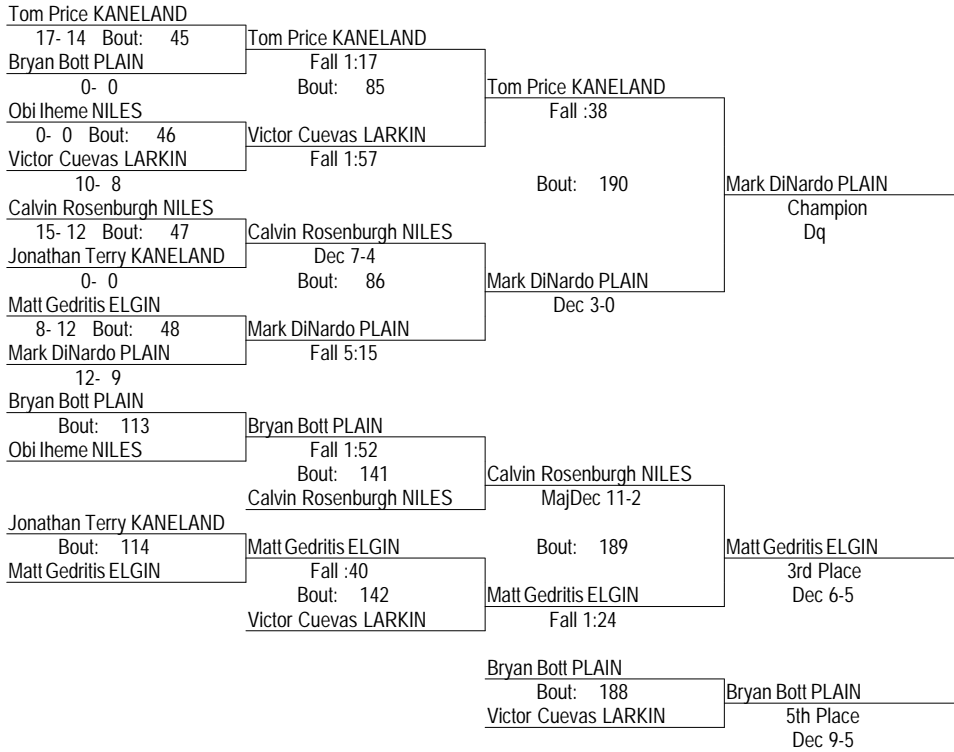 Tom Price KANELAND
17- 14 Bout: 45
Bryan Bott PLAIN
0- 0
Obi Iheme NILES
0- 0 Bout: 46
Victor Cuevas LARKIN
10- 8
Calvin Rosenburgh NILES
15- 12 Bout: 47
Jonathan Terry KANELAND
0- 0
Matt Gedritis ELGIN
8- 12 Bout: 48
Mark DiNardo PLAIN
12- 9
Tom Price KANELAND
Fall 1:17
Bout: 85
Victor Cuevas LARKIN
Fall 1:57
Calvin Rosenburgh NILES
Dec 7-4
Bout: 86
Mark DiNardo PLAIN
Fall 5:15
Tom Price KANELAND
Fall :38
Bout: 190
Mark DiNardo PLAIN
Dec 3-0
Mark DiNardo PLAIN
Champion
Dq
Bryan Bott PLAIN
Bout: 113
Obi Iheme NILES
Jonathan Terry KANELAND
Bout: 114
Matt Gedritis ELGIN
Bryan Bott PLAIN
Fall 1:52
Bout: 141
Calvin Rosenburgh NILES
Matt Gedritis ELGIN
Fall :40
Bout: 142
Victor Cuevas LARKIN
Calvin Rosenburgh NILES
MajDec 11-2
Bout: 189
Matt Gedritis ELGIN
Fall 1:24
Matt Gedritis ELGIN
3rd Place
Dec 6-5
Bryan Bott PLAIN
Bout: 188
Victor Cuevas LARKIN
Bryan Bott PLAIN
5th Place
Dec 9-5